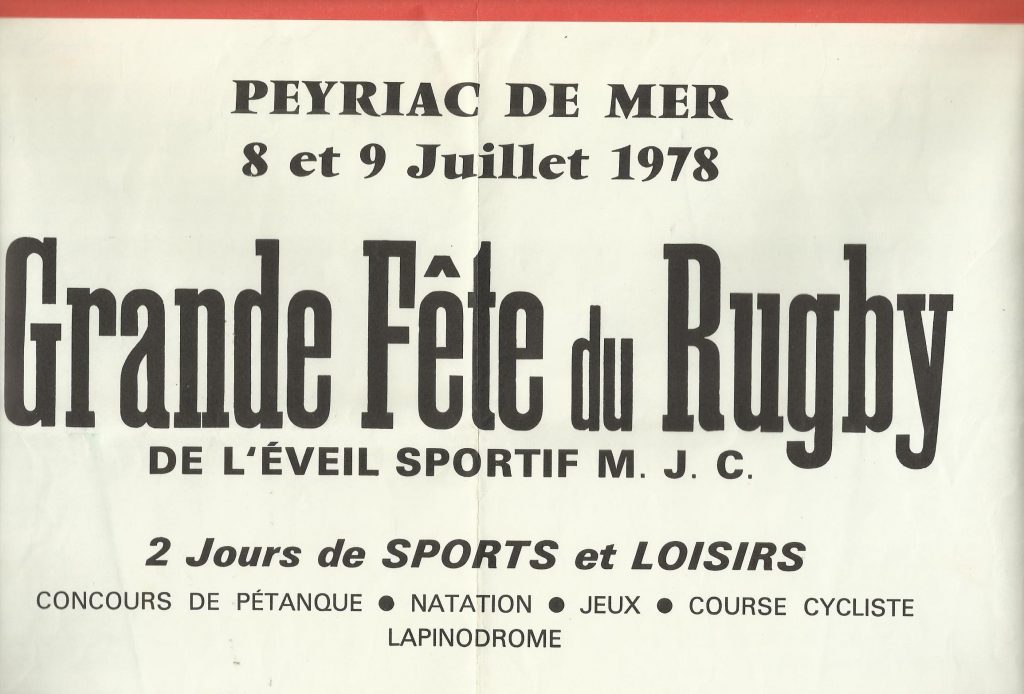 PEYRIAC DE MER
8 et 9 Juillet 1978
Grande Fête du Rugby
DE L'ÉVEIL SPORTIF M. J. C.
2 Jours de SPORTS et LOISIRS
CONCOURS DE PÉTANQUE ● NATATION ● JEUX ● COURSE CYCLISTE
LAPINODROME